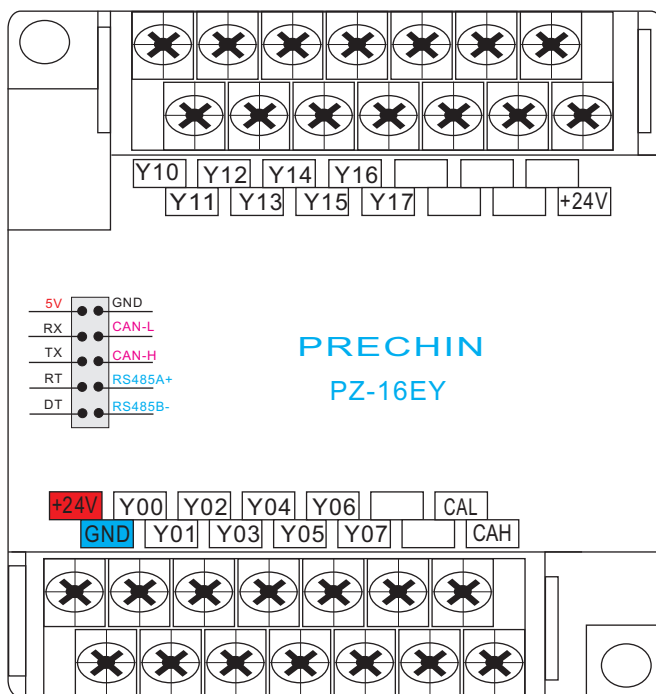 Y10 Y12 Y14 Y16
Y11 Y13 Y15 Y17 +24V
5V GND
RX CAN-L
TX CAN-H
RT RS485A+
DT RS485B-
PRECHIN
PZ-16EY
+24V Y00 Y02 Y04 Y06 CAL
GND Y01 Y03 Y05 Y07 CAH